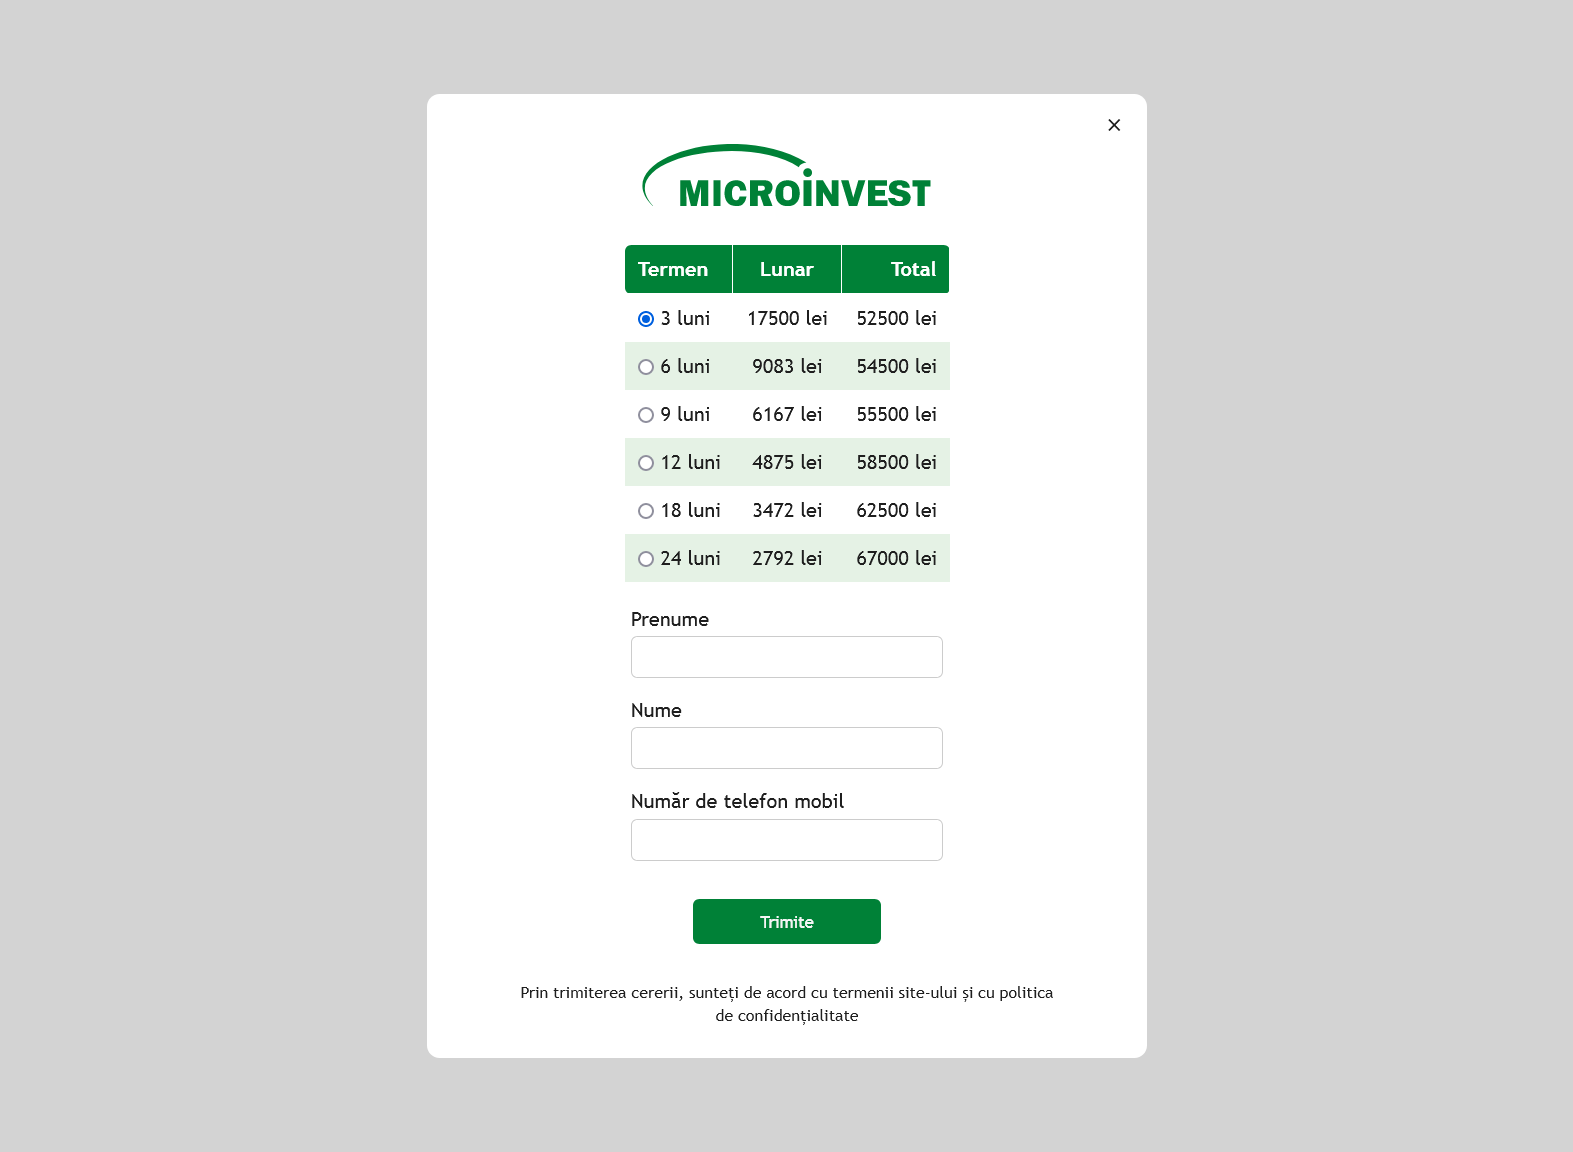 MICROiNVEST
Termen Lunar Total
3 luni 17500 lei 52500 lei
6 luni 9083 lei 54500 lei
9 luni 6167 lei 55500 lei
12 luni 4875 lei 58500 lei
18 luni 3472 lei 62500 lei
24 luni 2792 lei 67000 lei
Prenume
Nume
Număr de telefon mobil
Trimite
Prin trimiterea cererii, sunteți de acord cu termenii site-ului și cu politica
de confidențialitate